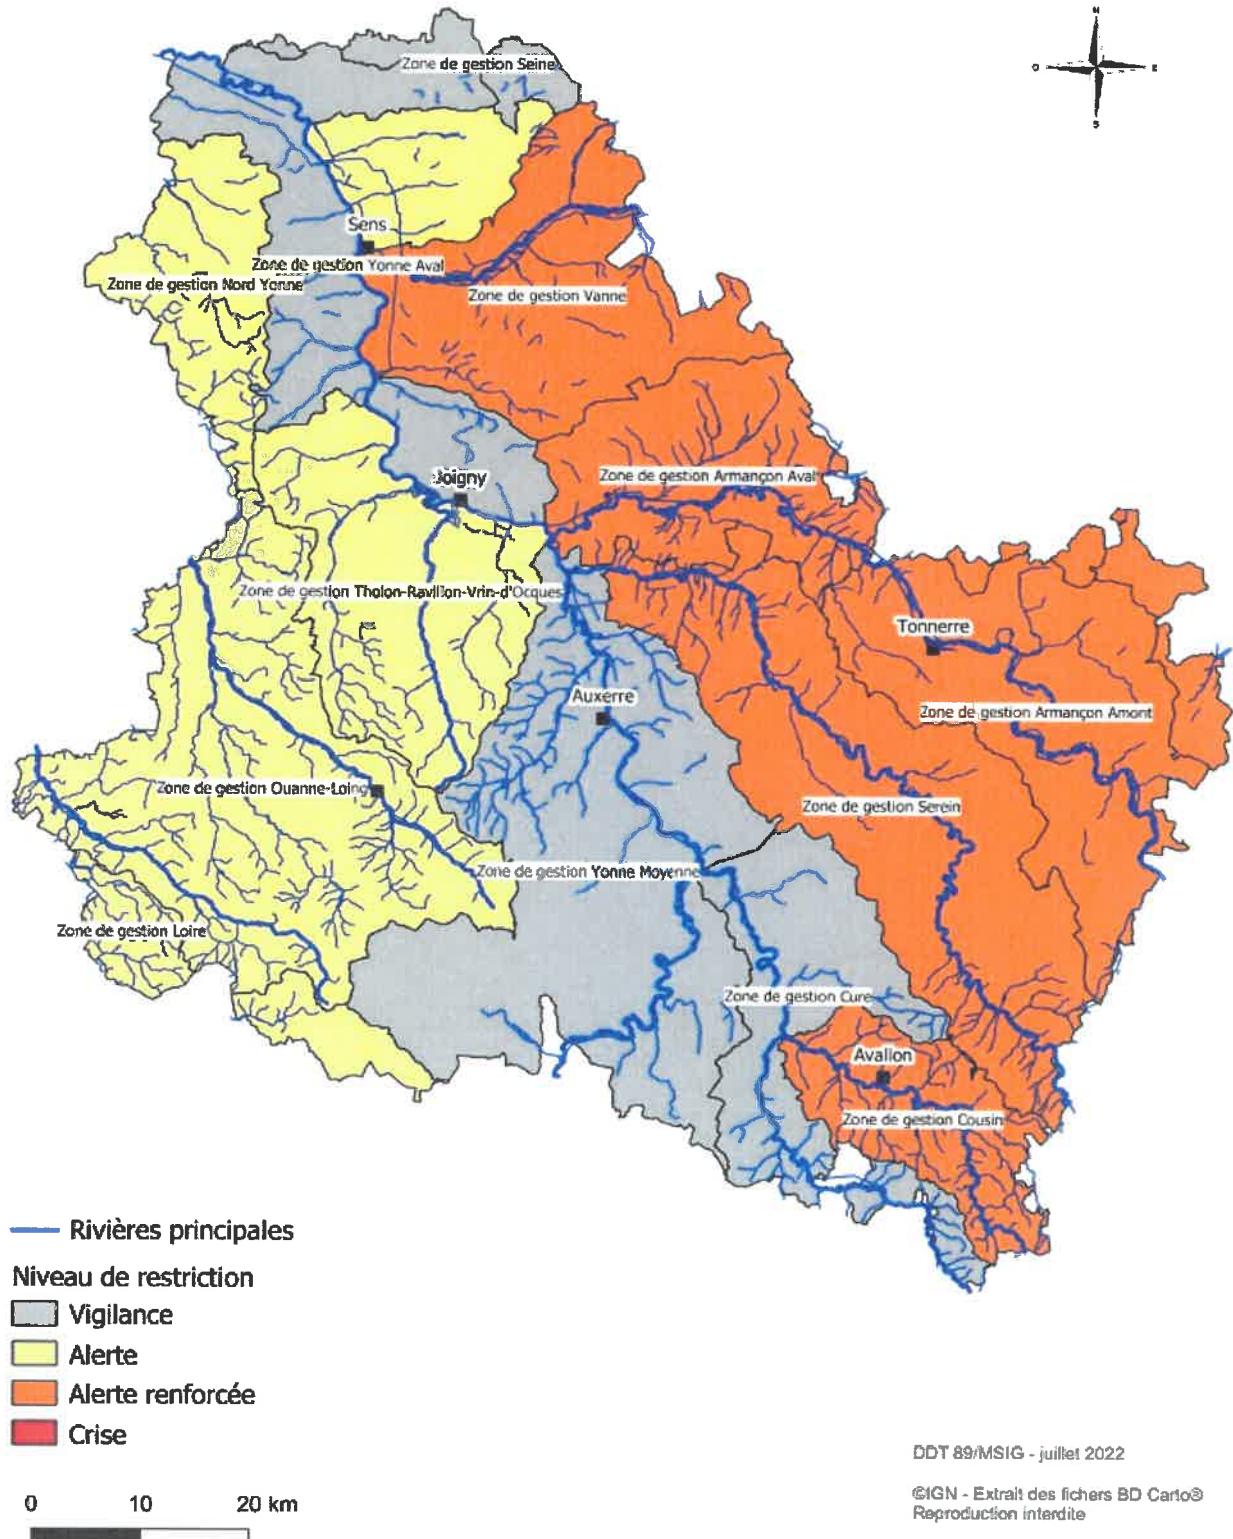 N
O
E
S
Zone de gestion Seine
Sens
Zone de gestion Yonne Aval
Zone de gestion Nord Yonne
Zone de gestion Vanne
Joigny
Zone de gestion Armançon Aval
Zone de gestion Tholon-Ravillon-Vrin-d'Ocques
Tonnerre
Auxerre
Zone de gestion Armançon Amont
Zone de gestion Ouanne-Loing
Zone de gestion Serein
Zone de gestion Yonne Moyenne
Zone de gestion Loire
Zone de gestion Cure
Avallon
Zone de gestion Cousin
Rivières principales
Niveau de restriction
Vigilance
Alerte
Alerte renforcée
Crise
0 10 20 km
DDT 89/MSIG - juillet 2022
©IGN - Extrait des fichiers BD Carto®
Reproduction interdite